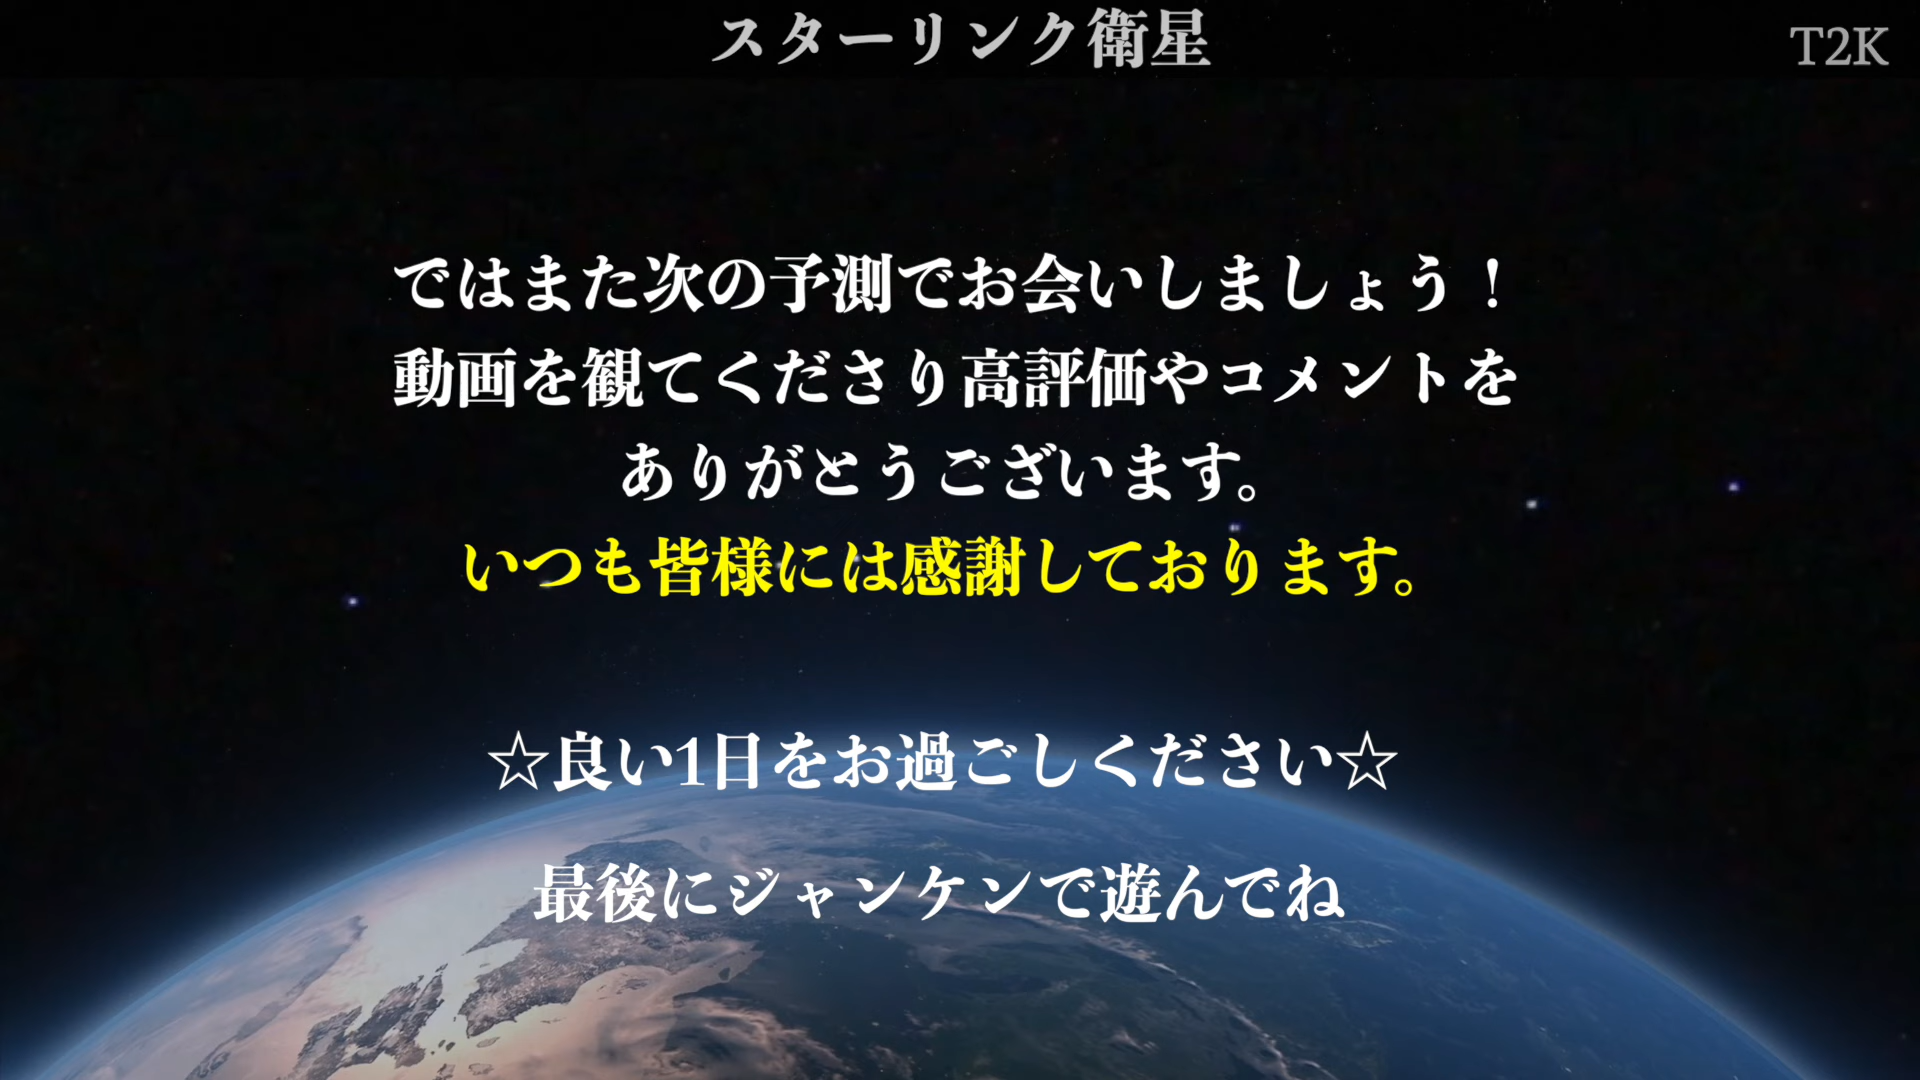 スターリンク衛星
T2K
ではまた次の予測でお会いしましょう！
動画を観てくださり高評価やコメントを
ありがとうございます。
いつも皆様には感謝しております。
☆良い1日をお過ごしください☆
最後にジャンケンで遊んでね